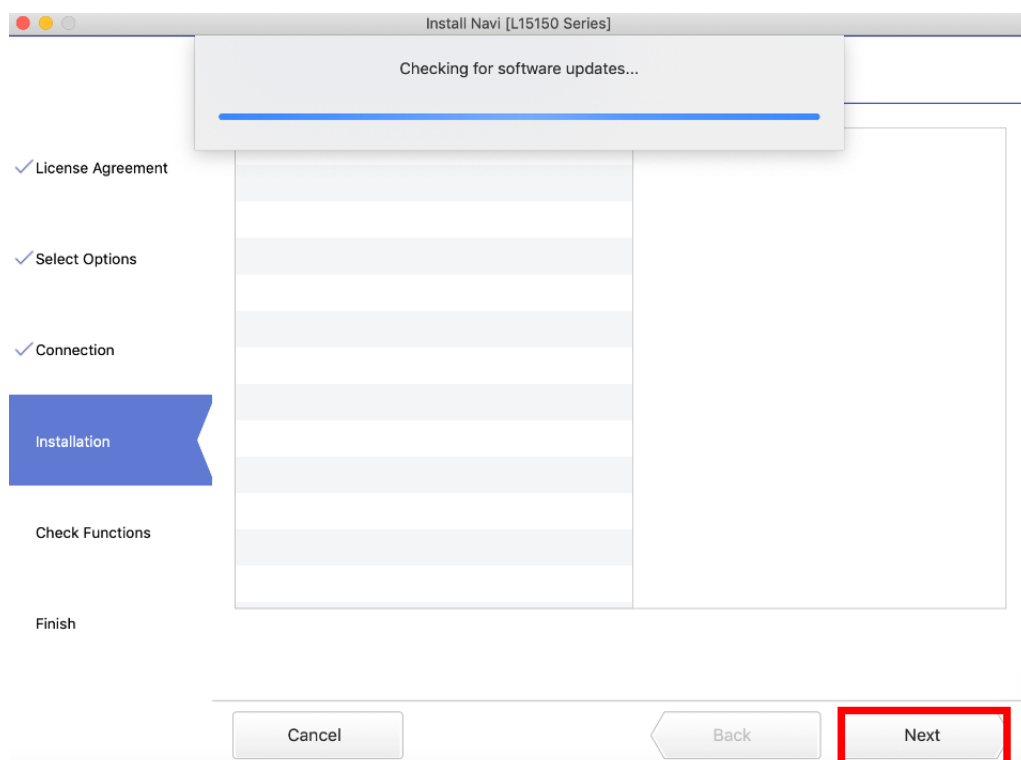 Install Navi [L15150 Series]
Checking for software updates...
License Agreement
Select Options
Connection
Installation
Check Functions
Finish
Cancel
Back
Next